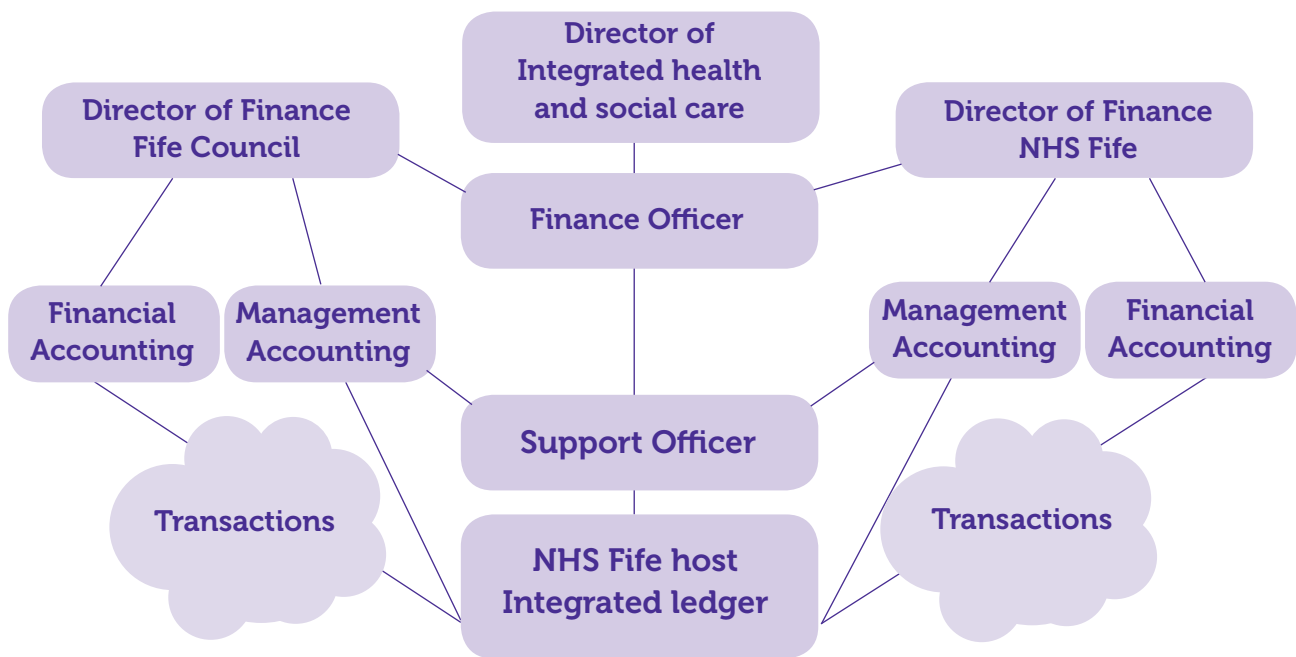 Director of
Integrated health
and social care
Director of Finance
Fife Council
Director of Finance
NHS Fife
Finance Officer
Financial
Accounting
Management
Accounting
Management
Accounting
Financial
Accounting
Support Officer
Transactions
Transactions
NHS Fife host
Integrated ledger